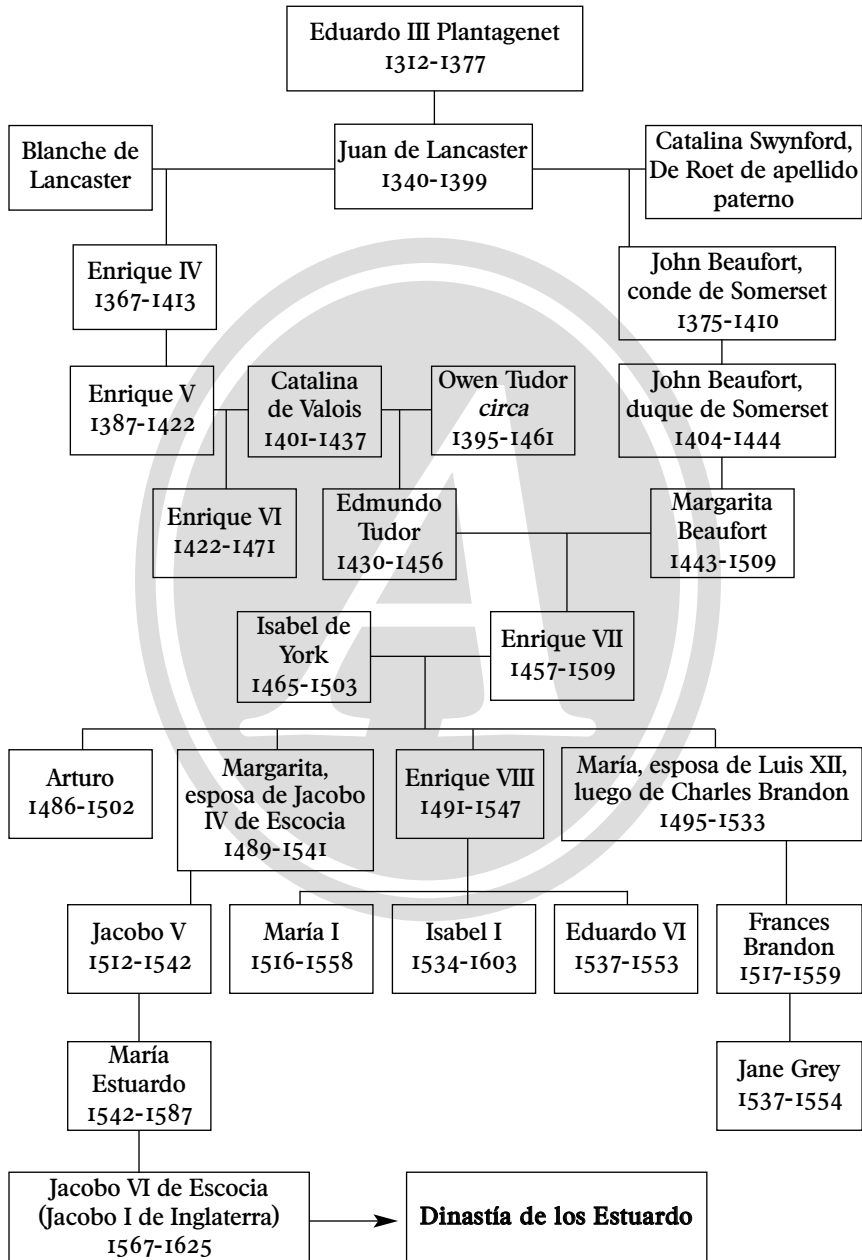 Eduardo III Plantagenet
1312-1377
Blanche de
Lancaster
Juan de Lancaster
1340-1399
Catalina Swynford,
De Roet de apellido
paterno
Enrique IV
1367-1413
John Beaufort,
conde de Somerset
1375-1410
Enrique V
1387-1422
Catalina
de Valois
1401-1437
Owen Tudor
circa
1395-1461
John Beaufort,
duque de Somerset
1404-1444
Enrique VI
1422-1471
Edmundo
Tudor
1430-1456
Margarita
Beaufort
1443-1509
Isabel de
York
1465-1503
Enrique VII
1457-1509
Arturo
1486-1502
Margarita,
esposa de Jacobo
IV de Escocia
1489-1541
Enrique VIII
1491-1547
María, esposa de Luis XII,
luego de Charles Brandon
1495-1533
Jacobo V
1512-1542
María I
1516-1558
Isabel I
1534-1603
Eduardo VI
1537-1553
Frances
Brandon
1517-1559
María
Estuardo
1542-1587
Jane Grey
1537-1554
Jacobo VI de Escocia
(Jacobo I de Inglaterra)
1567-1625
Dinastía de los Estuardo
A